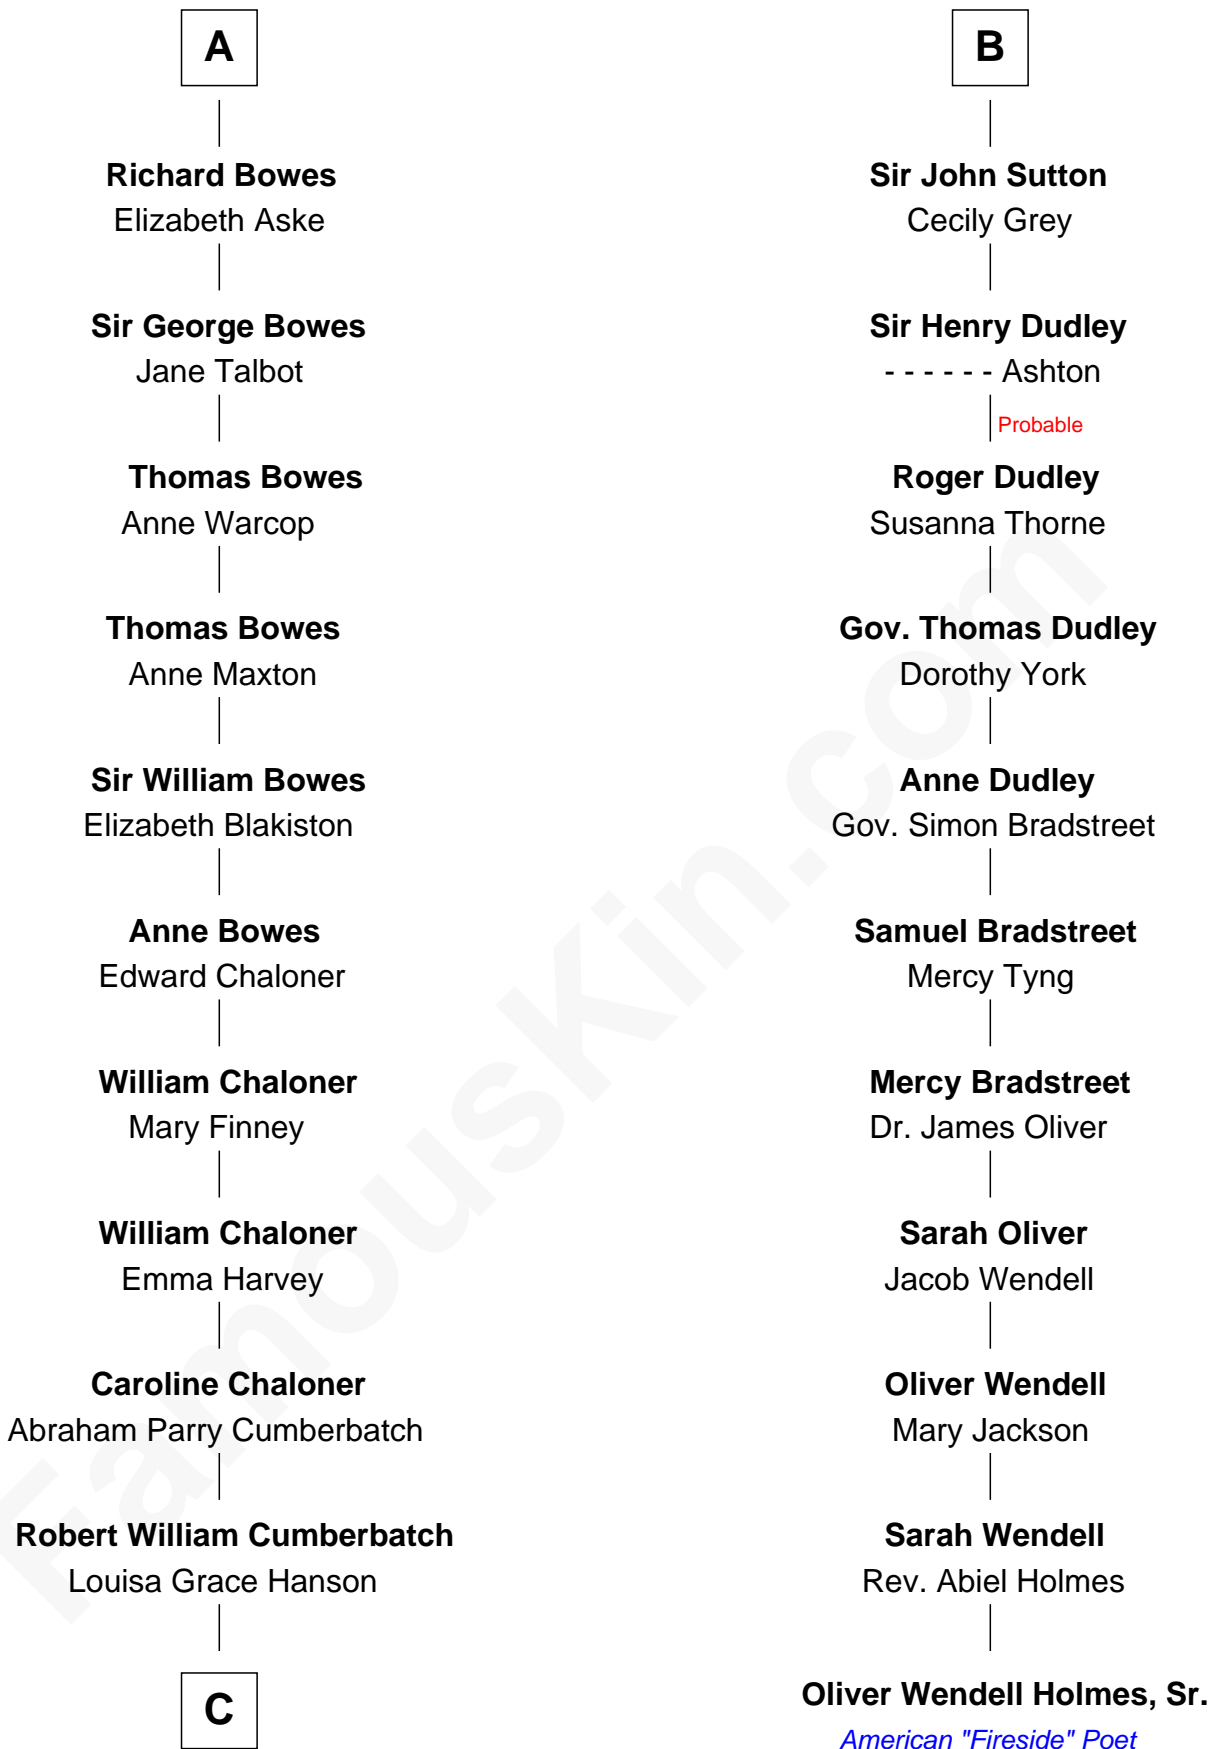 A
Richard Bowes
Elizabeth Aske
Sir George Bowes
Jane Talbot
Thomas Bowes
Anne Warcop
Thomas Bowes
Anne Maxton
Sir William Bowes
Elizabeth Blakiston
Anne Bowes
Edward Chaloner
William Chaloner
Mary Finney
William Chaloner
Emma Harvey
Caroline Chaloner
Abraham Parry Cumberbatch
Robert William Cumberbatch
Louisa Grace Hanson
C
B
Sir John Sutton
Cecily Grey
Sir Henry Dudley
- - - - - - Ashton
Probable
Roger Dudley
Susanna Thorne
Gov. Thomas Dudley
Dorothy York
Anne Dudley
Gov. Simon Bradstreet
Samuel Bradstreet
Mercy Tyng
Mercy Bradstreet
Dr. James Oliver
Sarah Oliver
Jacob Wendell
Oliver Wendell
Mary Jackson
Sarah Wendell
Rev. Abiel Holmes
Oliver Wendell Holmes, Sr.
American "Fireside" Poet
FamousKin.com